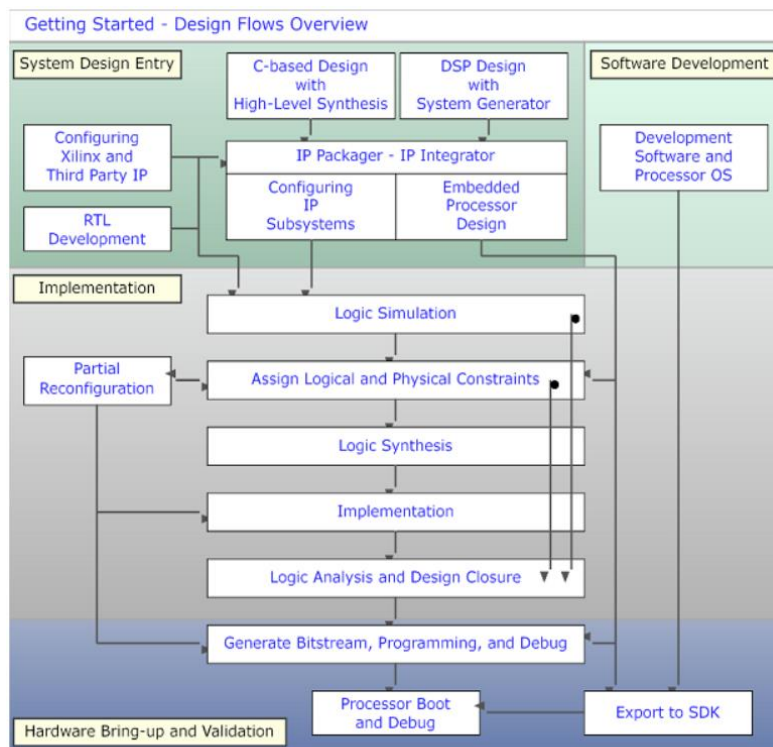 Getting Started - Design Flows Overview
System Design Entry
C-based Design
with
High-Level Synthesis
DSP Design
with
System Generator
Software Development
Configuring
Xilinx and
Third Party IP
IP Packager - IP Integrator
Development
Software and
Processor OS
Configuring
IP
Subsystems
Embedded
Processor
Design
RTL
Development
Implementation
Logic Simulation
Partial
Reconfiguration
Assign Logical and Physical Constraints
Logic Synthesis
Implementation
Logic Analysis and Design Closure
Generate Bitstream, Programming, and Debug
Processor Boot
and Debug
Export to SDK
Hardware Bring-up and Validation